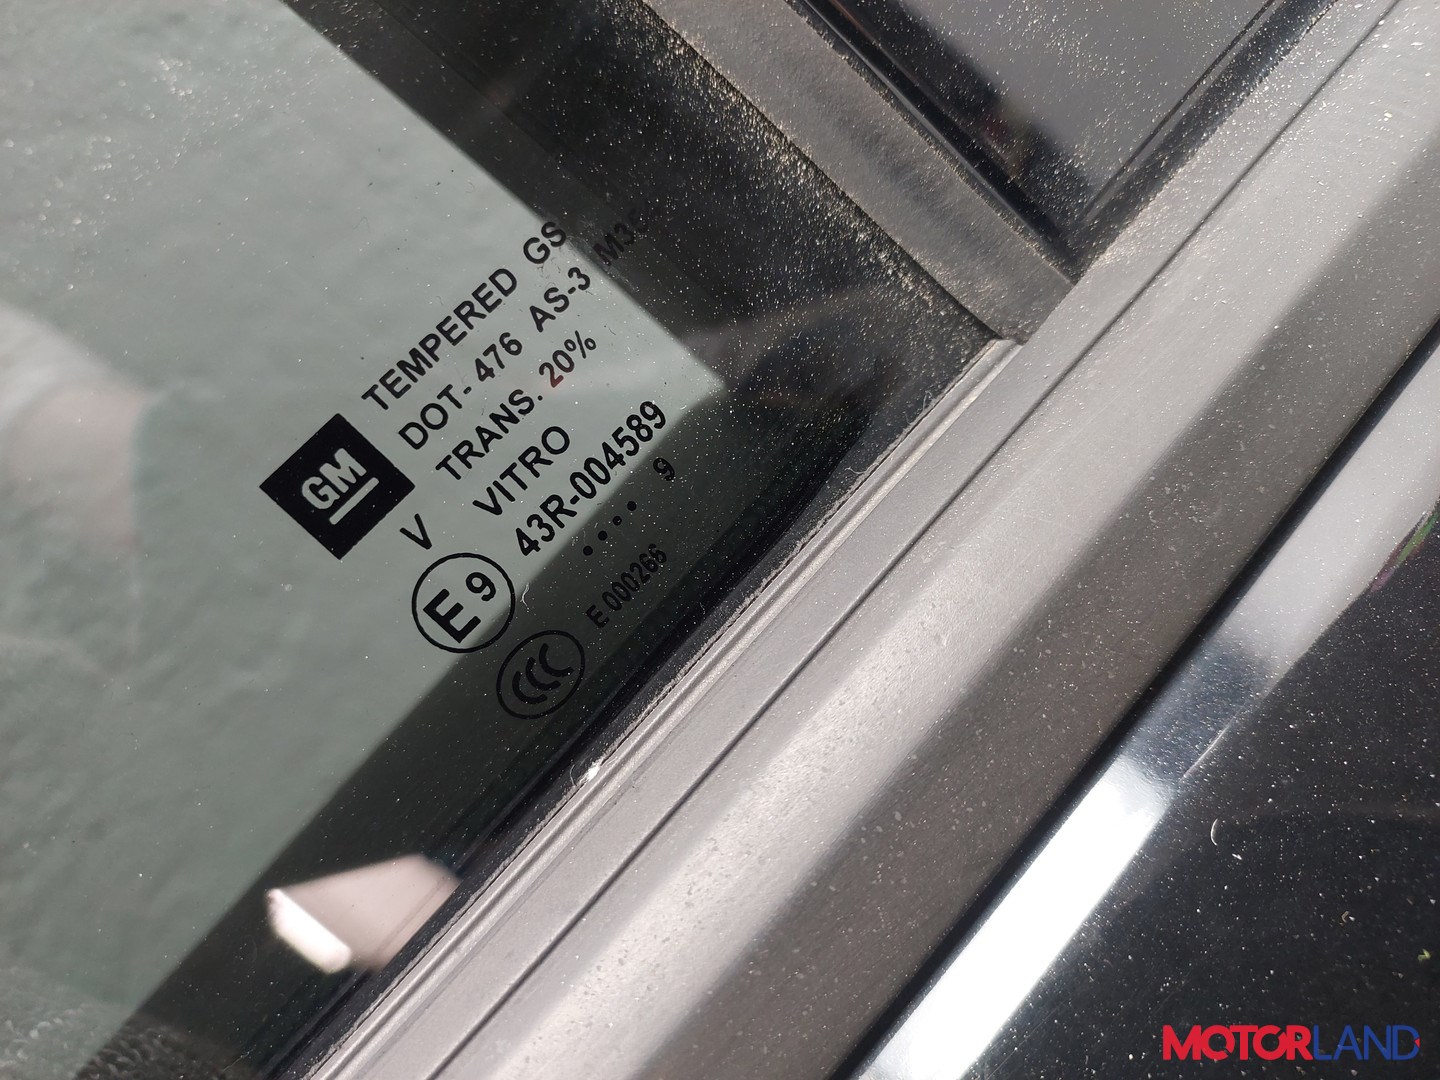 GM
TEMPERED GS
DOT-476 AS-3
TRANS. 20%
V VITRO
E9 43R-004589
.... 9
CCC E 000266
MOTORLAND